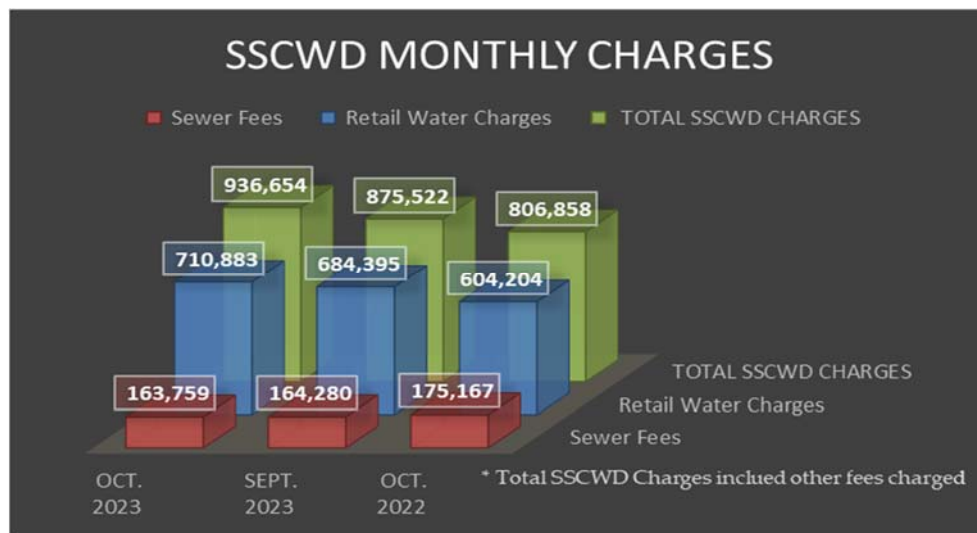 SSCWD MONTHLY CHARGES
Sewer Fees Retail Water Charges TOTAL SSCWD CHARGES
936,654 875,522 806,858
710,883 684,395 604,204
163,759 164,280 175,167
TOTAL SSCWD CHARGES
Retail Water Charges
Sewer Fees
OCT. 2023
SEPT. 2023
OCT. 2022
* Total SSCWD Charges inclued other fees charged